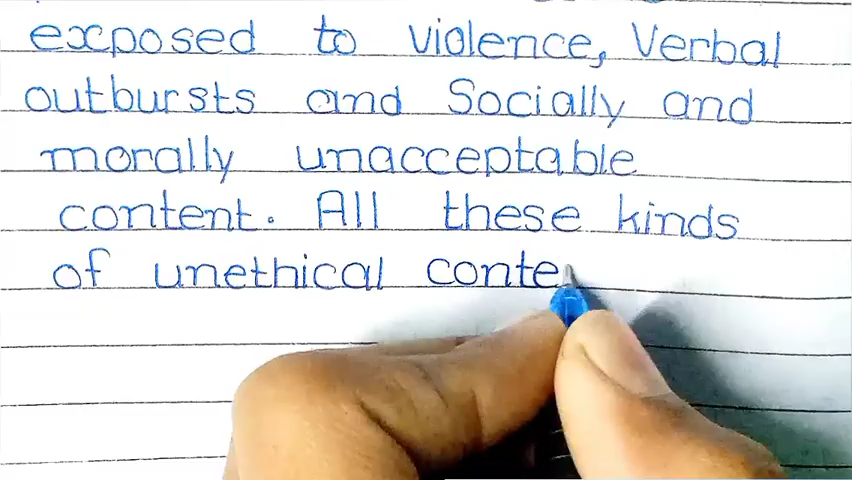 exposed to violence, Verbal
outbursts and Socially and
morally unacceptable
content. All these kinds
of unethical conte